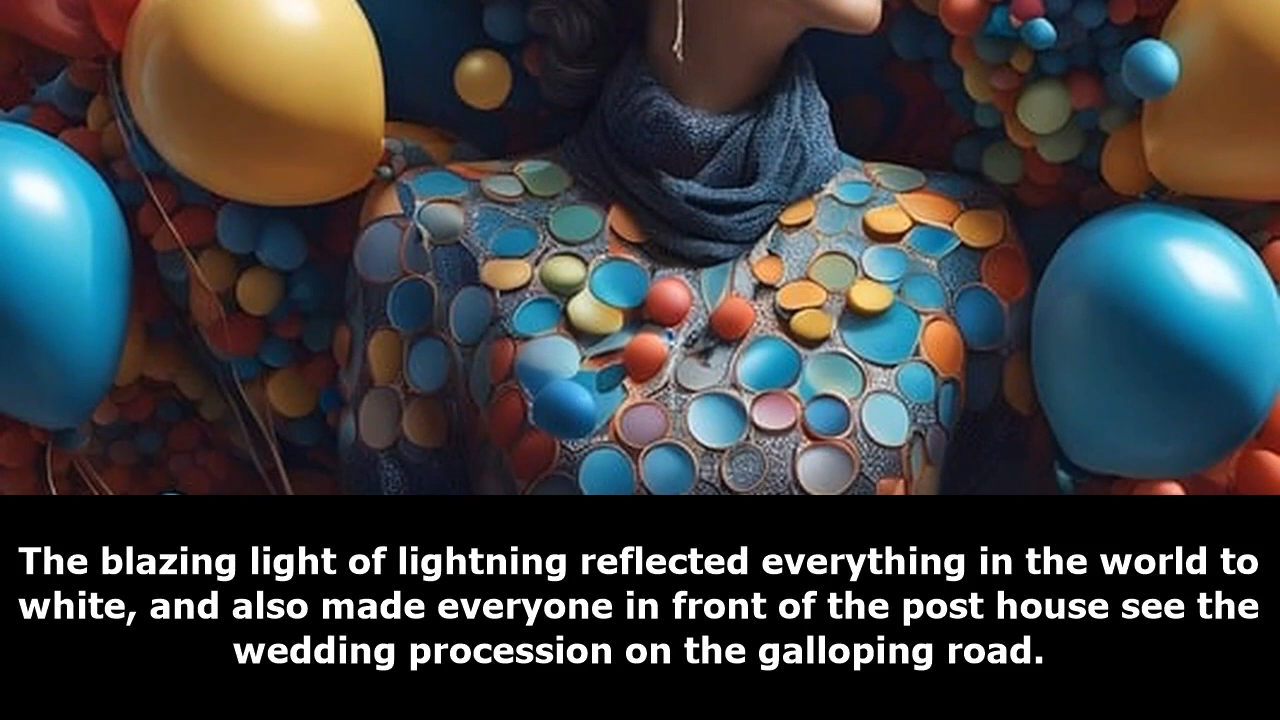 The blazing light of lightning reflected everything in the world to
white, and also made everyone in front of the post house see the
wedding procession on the galloping road.